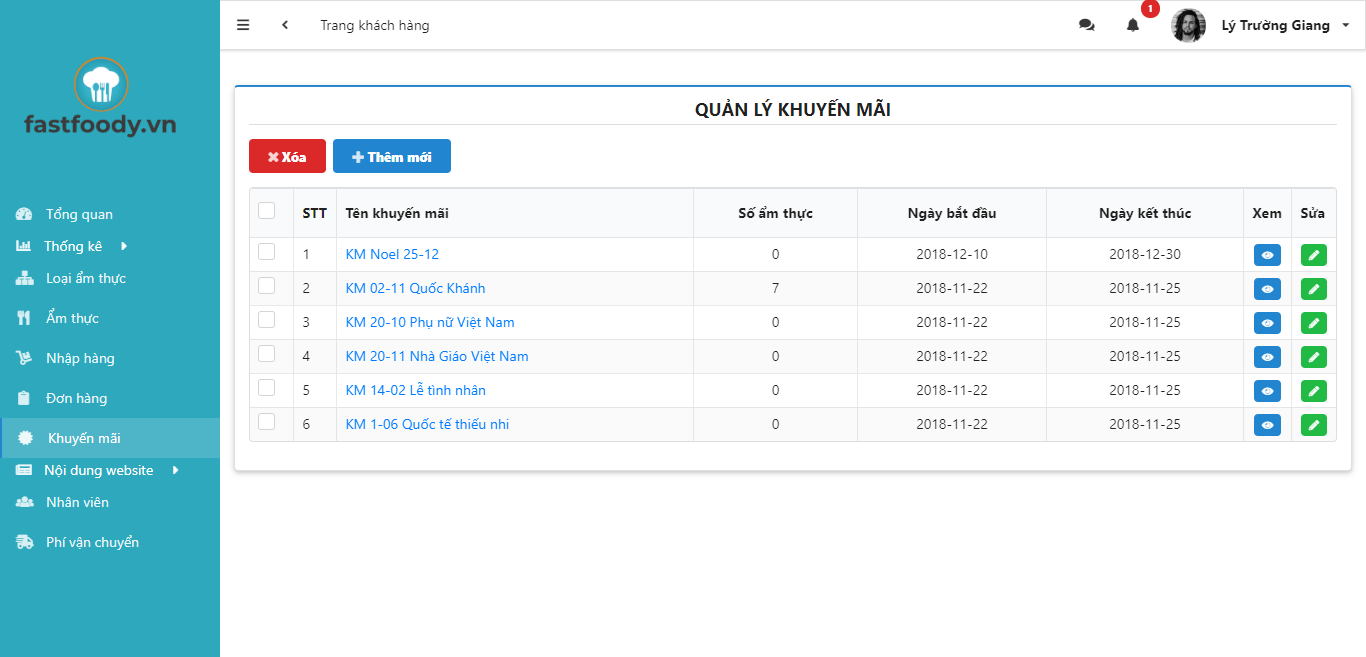 Trang khách hàng
1
Lý Trường Giang
fastfoody.vn
Tổng quan
Thống kê
Loại ẩm thực
Ẩm thực
Nhập hàng
Đơn hàng
Khuyến mãi
Nội dung website
Nhân viên
Phí vận chuyển
QUẢN LÝ KHUYẾN MÃI
Xóa Thêm mới
STT Tên khuyến mãi Số ẩm thực Ngày bắt đầu Ngày kết thúc Xem Sửa
1 KM Noel 25-12 0 2018-12-10 2018-12-30
2 KM 02-11 Quốc Khánh 7 2018-11-22 2018-11-25
3 KM 20-10 Phụ nữ Việt Nam 0 2018-11-22 2018-11-25
4 KM 20-11 Nhà Giáo Việt Nam 0 2018-11-22 2018-11-25
5 KM 14-02 Lễ tình nhân 0 2018-11-22 2018-11-25
6 KM 1-06 Quốc tế thiếu nhi 0 2018-11-22 2018-11-25